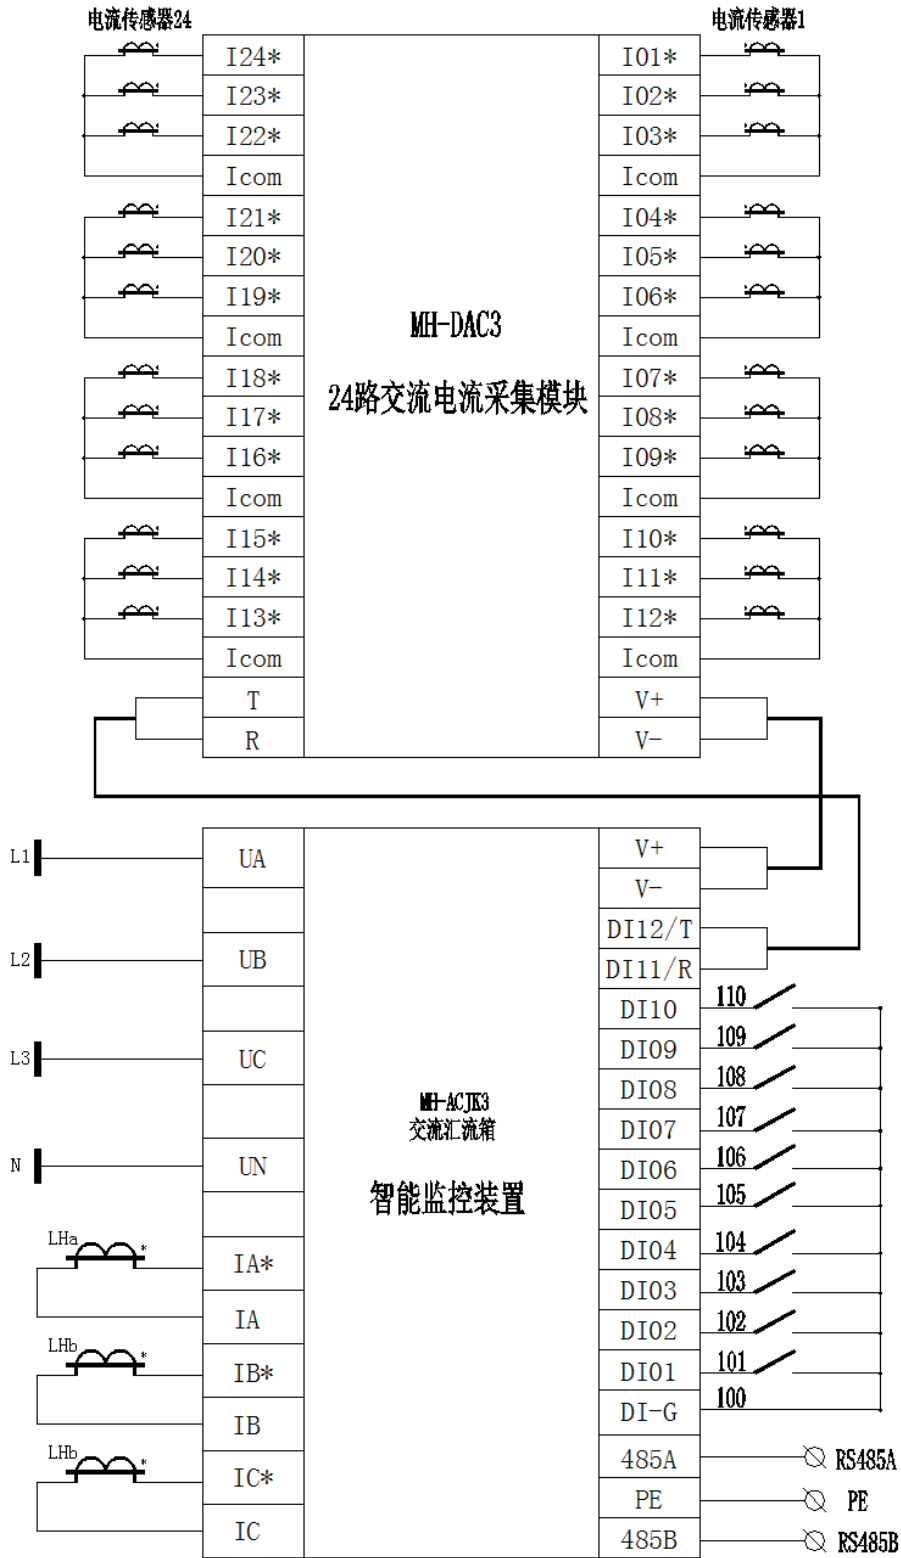 电流传感器24
电流传感器1
I24* I01*
I23* I02*
I22* I03*
Icom Icom
I21* I04*
I20* I05*
I19* I06*
Icom Icom
MH-DAC3
24路交流电流采集模块
I18* I07*
I17* I08*
I16* I09*
Icom Icom
I15* I10*
I14* I11*
I13* I12*
Icom Icom
T V+
R V-
L1 UA
L2 UB
L3 UC
N UN
LHa
IA*
IA
LHb
IB*
IB
LHb
IC*
IC
MH-ACJK3
交流汇流箱
智能监控装置
V+
V-
DI12/T
DI11/R
DI10 110
DI09 109
DI08 108
DI07 107
DI06 106
DI05 105
DI04 104
DI03 103
DI02 102
DI01 101
DI-G 100
485A RS485A
PE PE
485B RS485B